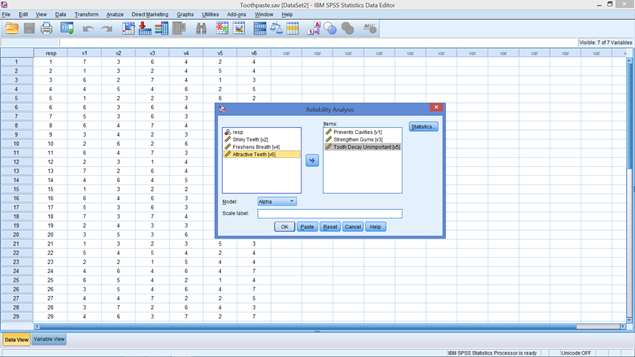 Toothpaste.sav [DataSet2] - IBM SPSS Statistics Data Editor
File Edit View Data Transform Analyze Direct Marketing Graphs Utilities Add-ons Window Help
Visible: 7 of 7 Variables
resp v1 v2 v3 v4 v5 v6 var var var var var var var var
1 1 7 3 6 4 2 4
2 2 1 3 2 4 5 4
3 3 6 2 7 4 1 3
4 4 4 5 4 6 2 5
5 5 1 2 2 3 6 2
6 6 6 3 6 4
7 7 5 3 6 3
8 8 6 4 7 4
9 9 3 4 2 3
10 10 2 6 2 6
11 11 6 4 7 3
12 12 2 3 1 4
13 13 7 2 6 4
14 14 4 6 4 5
15 15 1 3 2 2
16 16 6 4 6 3
17 17 5 3 6 3
18 18 7 3 7 4
19 19 2 4 3 3
20 20 3 5 3 6
21 21 1 3 2 3 5 3
22 22 5 4 5 4 2 4
23 23 2 2 1 5 4 4
24 24 4 6 4 6 4 7
25 25 6 5 4 2 1 4
26 26 3 5 4 6 4 7
27 27 4 4 7 2 2 5
28 28 3 7 2 6 4 3
29 29 4 6 3 7 2 7
Reliability Analysis
Items:
resp
Shiny Teeth [v2]
Freshens Breath [v4]
Attractive Teeth [v6]
Prevents Cavities [v1]
Strengthen Gums [v3]
Tooth Decay Unimportant [v5]
Statistics...
Model: Alpha
Scale label:
OK Paste Reset Cancel Help
Data View Variable View
IBM SPSS Statistics Processor is ready Unicode:OFF